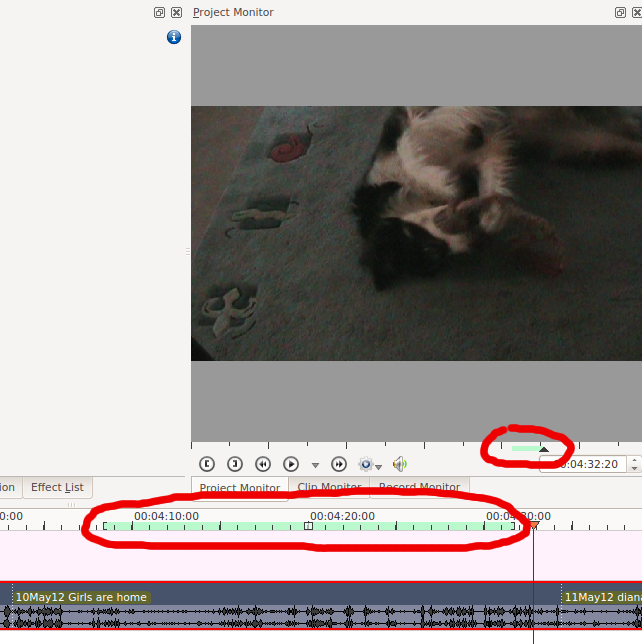 Project Monitor
:04:32:20
ion
Effect List
Project Monitor
Clip Monitor
Record Monitor
0:00
00:04:10:00
00:04:20:00
00:04:30:00
10May12 Girls are home
11May12 diana